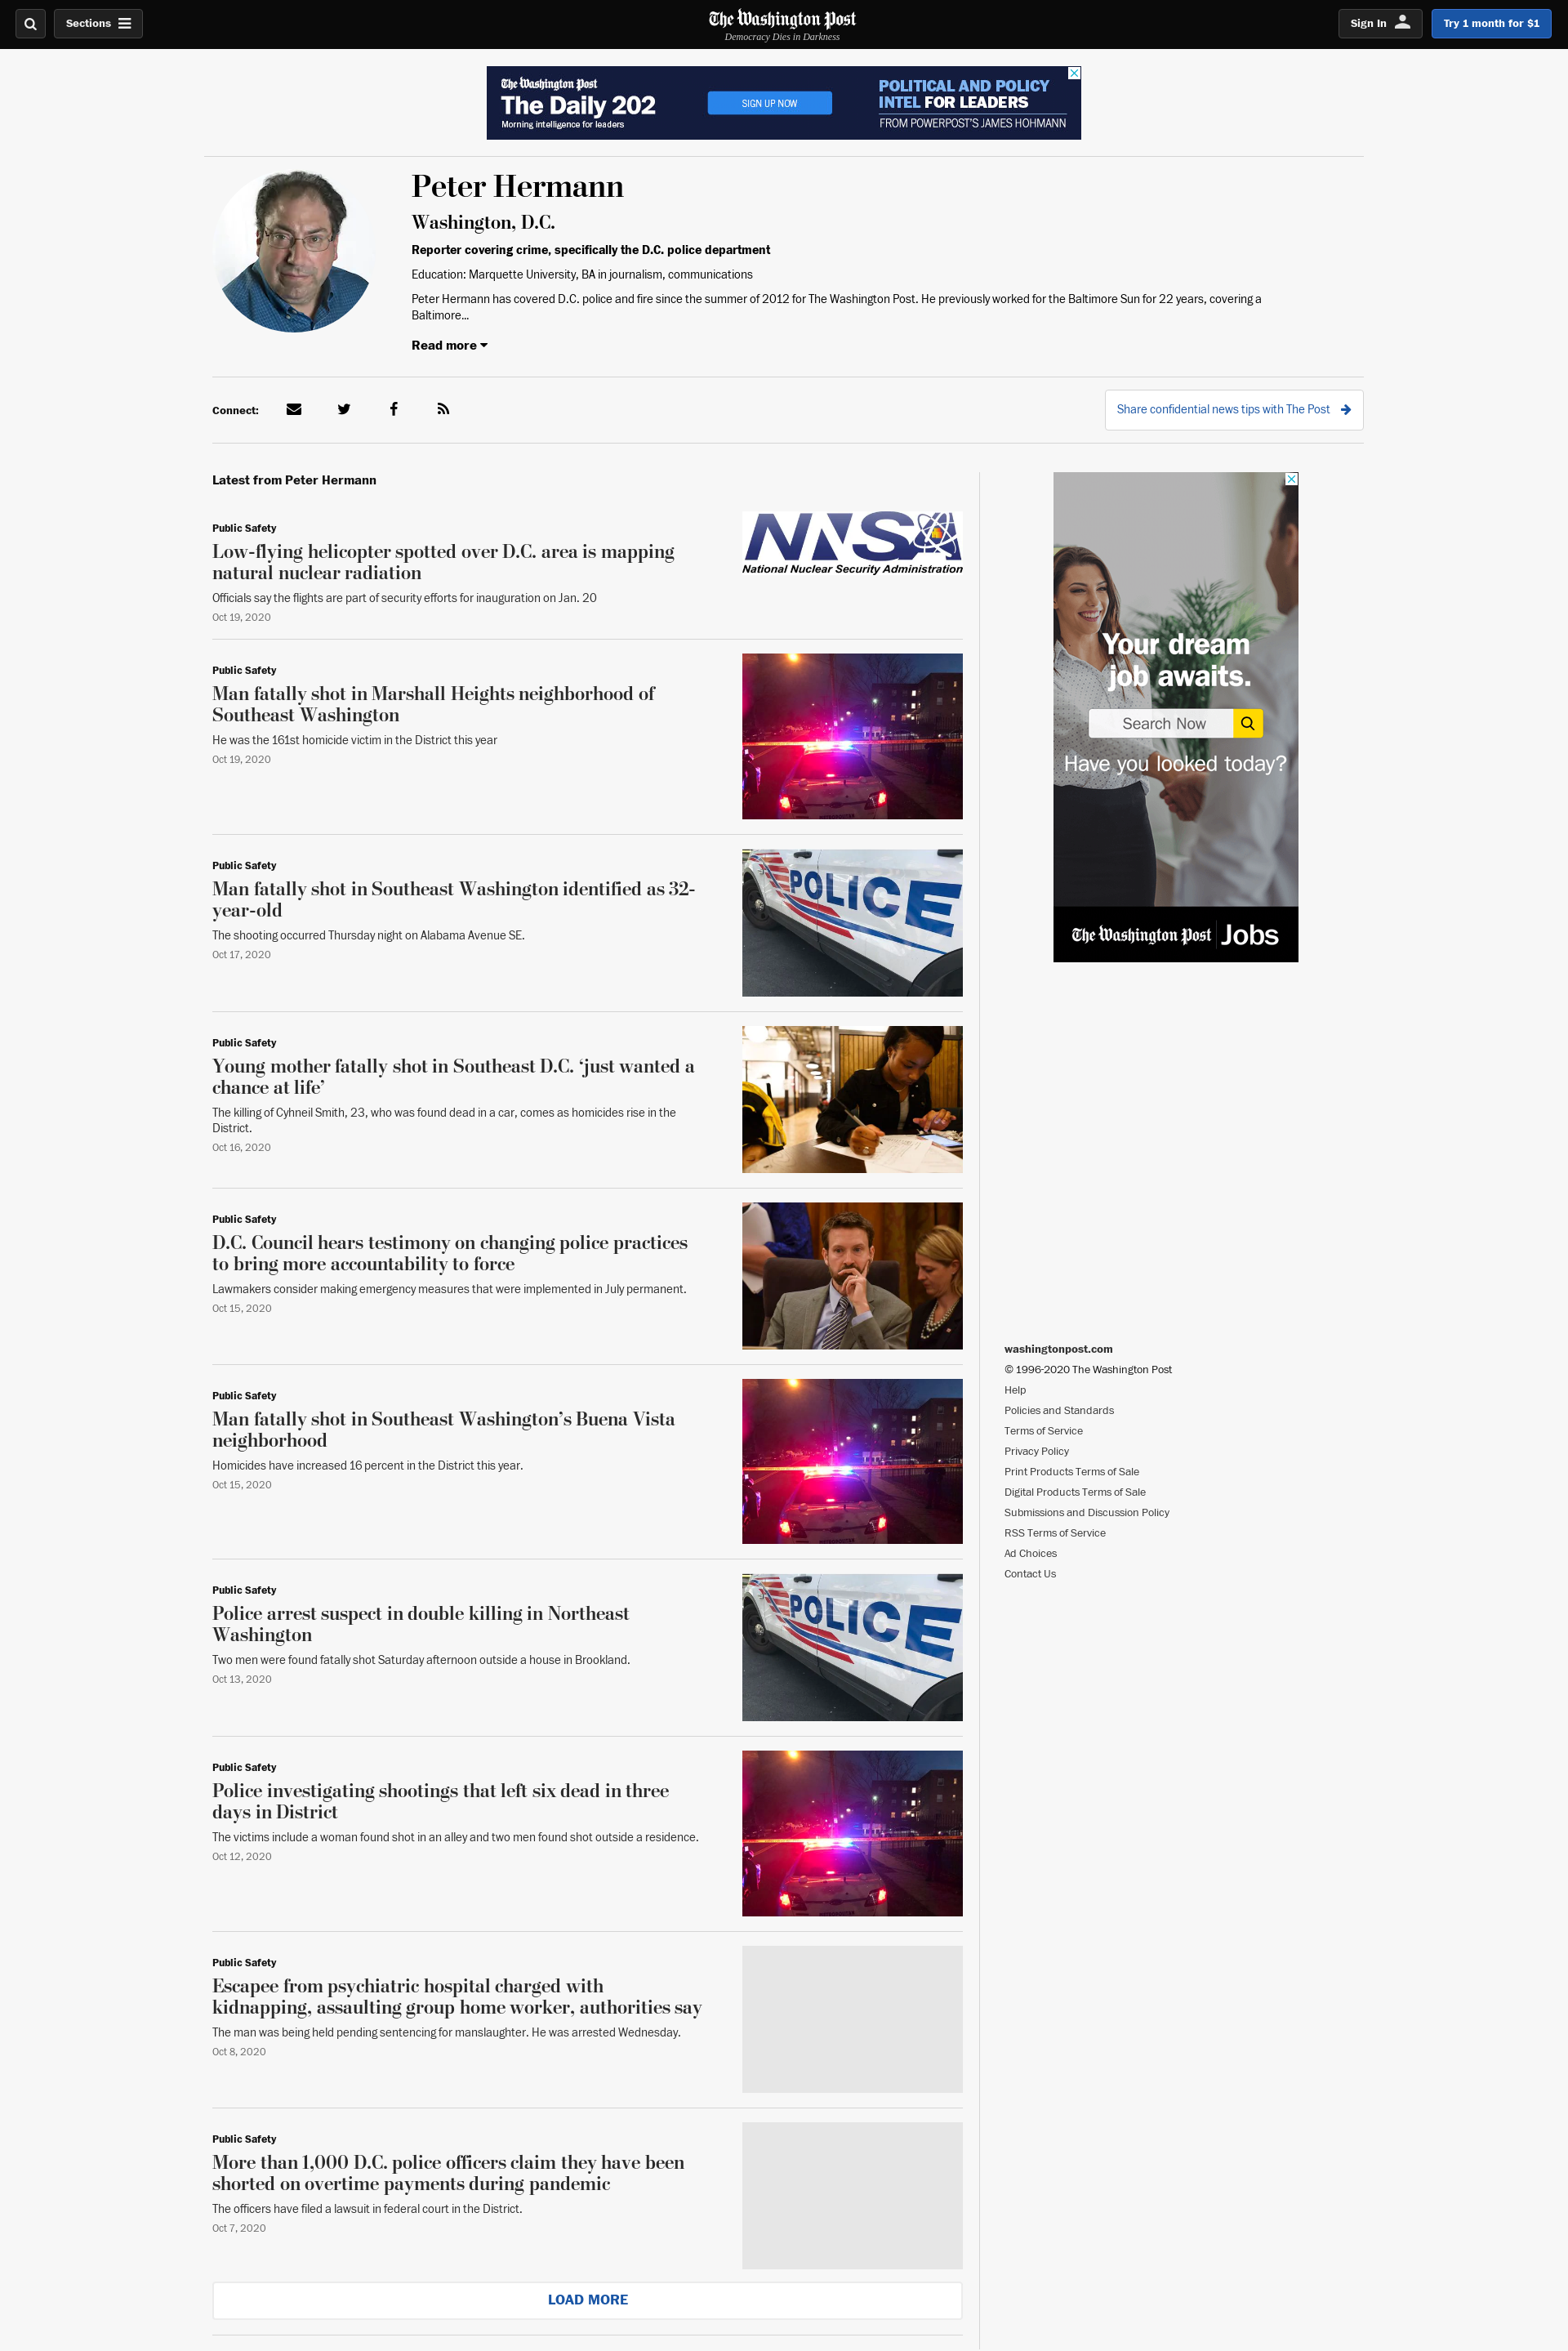 Sections
The Washington Post
Democracy Dies in Darkness
Sign In
Try 1 month for $1
The Washington Post
The Daily 202
Morning intelligence for leaders
SIGN UP NOW
POLITICAL AND POLICY
INTEL FOR LEADERS
FROM POWERPOST'S JAMES HOHMANN
Peter Hermann
Washington, D.C.
Reporter covering crime, specifically the D.C. police department
Education: Marquette University, BA in journalism, communications
Peter Hermann has covered D.C. police and fire since the summer of 2012 for The Washington Post. He previously worked for the Baltimore Sun for 22 years, covering a
Baltimore...
Read more
Connect:
Share confidential news tips with The Post
Latest from Peter Hermann
Public Safety
Low-flying helicopter spotted over D.C. area is mapping
natural nuclear radiation
Officials say the flights are part of security efforts for inauguration on Jan. 20
Oct 19, 2020
NNSA
National Nuclear Security Administration
Public Safety
Man fatally shot in Marshall Heights neighborhood of
Southeast Washington
He was the 161st homicide victim in the District this year
Oct 19, 2020
Public Safety
Man fatally shot in Southeast Washington identified as 32-
year-old
The shooting occurred Thursday night on Alabama Avenue SE.
Oct 17, 2020
POLICE
Public Safety
Young mother fatally shot in Southeast D.C. ‘just wanted a
chance at life’
The killing of Cyhneil Smith, 23, who was found dead in a car, comes as homicides rise in the
District.
Oct 16, 2020
Public Safety
D.C. Council hears testimony on changing police practices
to bring more accountability to force
Lawmakers consider making emergency measures that were implemented in July permanent.
Oct 15, 2020
Public Safety
Man fatally shot in Southeast Washington’s Buena Vista
neighborhood
Homicides have increased 16 percent in the District this year.
Oct 15, 2020
Public Safety
Police arrest suspect in double killing in Northeast
Washington
Two men were found fatally shot Saturday afternoon outside a house in Brookland.
Oct 13, 2020
POLICE
Public Safety
Police investigating shootings that left six dead in three
days in District
The victims include a woman found shot in an alley and two men found shot outside a residence.
Oct 12, 2020
Public Safety
Escapee from psychiatric hospital charged with
kidnapping, assaulting group home worker, authorities say
The man was being held pending sentencing for manslaughter. He was arrested Wednesday.
Oct 8, 2020
Public Safety
More than 1,000 D.C. police officers claim they have been
shorted on overtime payments during pandemic
The officers have filed a lawsuit in federal court in the District.
Oct 7, 2020
LOAD MORE
Your dream
job awaits.
Search Now
Have you looked today?
The Washington Post Jobs
washingtonpost.com
© 1996-2020 The Washington Post
Help
Policies and Standards
Terms of Service
Privacy Policy
Print Products Terms of Sale
Digital Products Terms of Sale
Submissions and Discussion Policy
RSS Terms of Service
Ad Choices
Contact Us